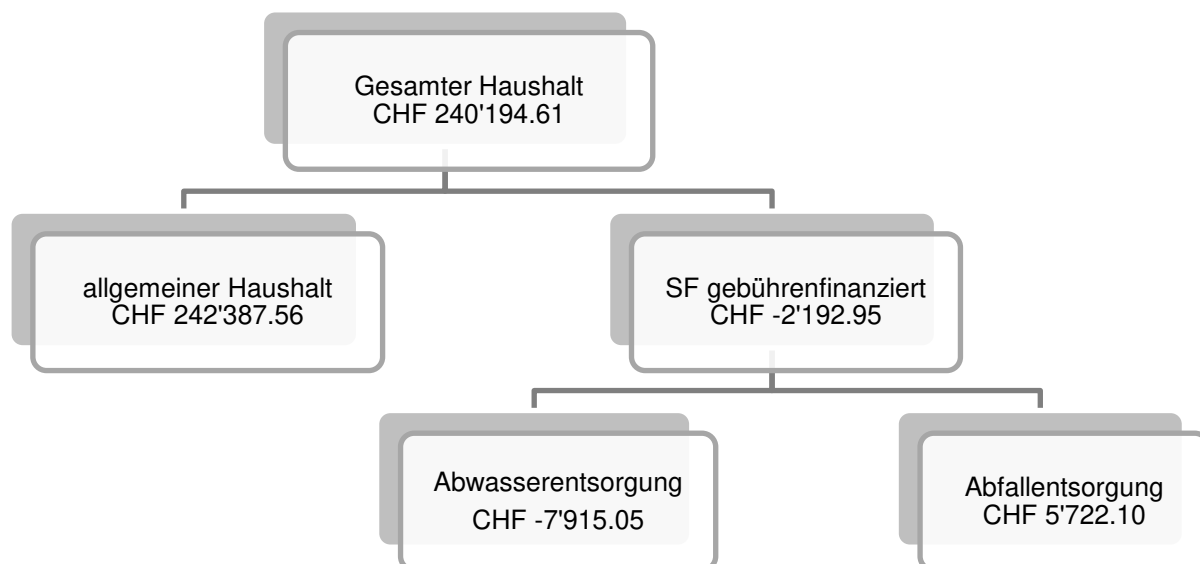 Gesamter Haushalt
CHF 240'194.61
allgemeiner Haushalt
CHF 242'387.56
SF gebührenfinanziert
CHF -2'192.95
Abwasserentsorgung
CHF -7'915.05
Abfallentsorgung
CHF 5'722.10